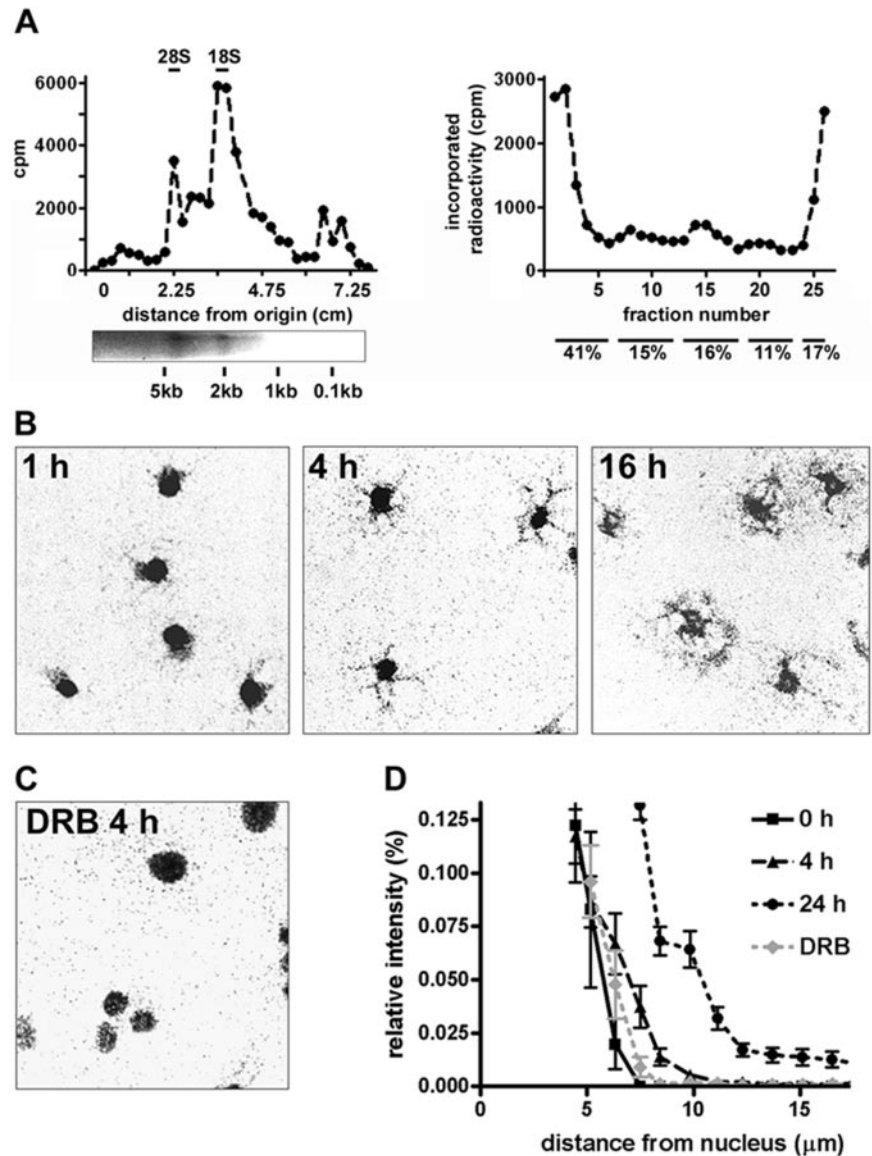 A
28S 18S
6000
4000
2000
0
cpm
0 2.25 4.75 7.25
distance from origin (cm)
5kb 2kb 1kb 0.1kb
3000
2000
1000
0
incorporated
radioactivity (cpm)
5 10 15 20 25
fraction number
41% 15% 16% 11% 17%
B
1 h
4 h
16 h
C
DRB 4 h
D
0.125
0.100
0.075
0.050
0.025
0.000
relative intensity (%)
0 h
4 h
24 h
DRB
0 5 10 15
distance from nucleus (μm)